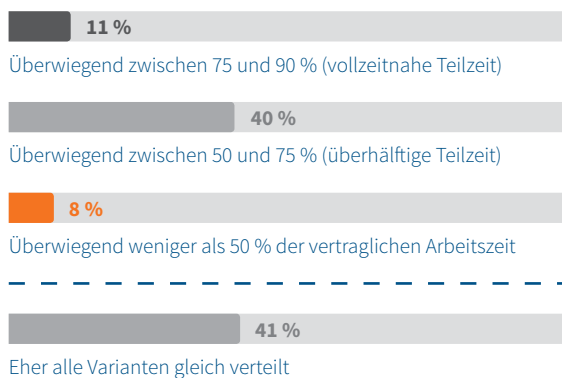 11 %
Überwiegend zwischen 75 und 90 % (vollzeitnahe Teilzeit)
40 %
Überwiegend zwischen 50 und 75 % (überhälftige Teilzeit)
8 %
Überwiegend weniger als 50 % der vertraglichen Arbeitszeit
41 %
Eher alle Varianten gleich verteilt